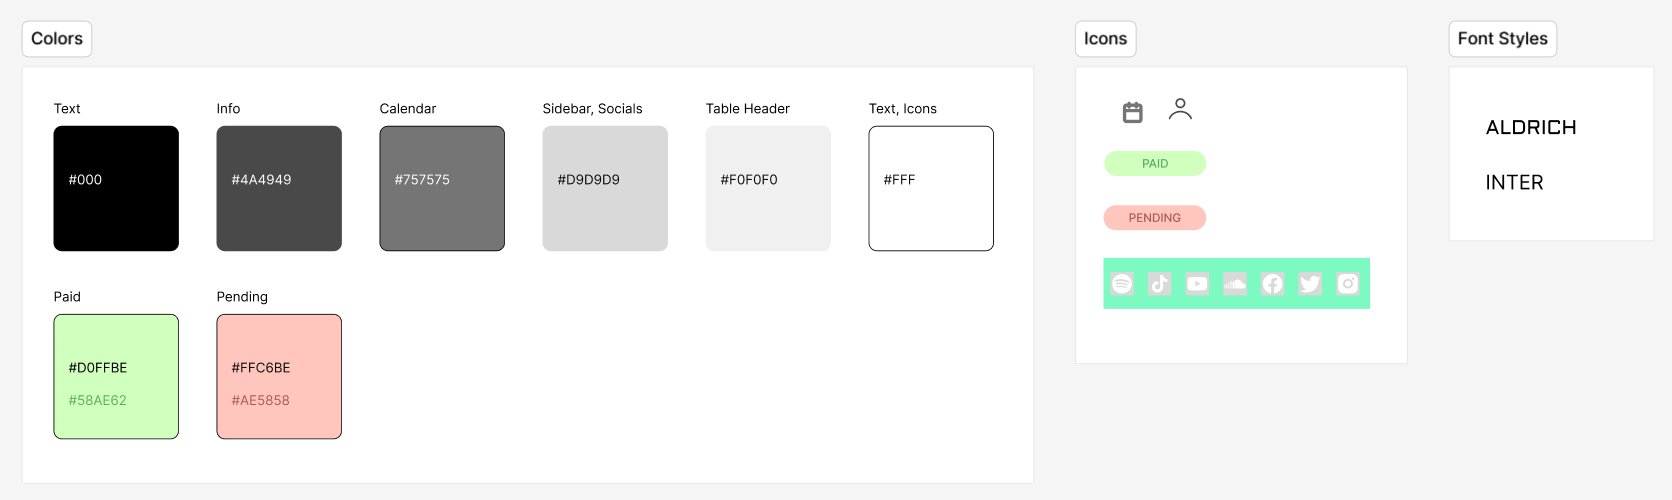 Colors
Text
Info
Calendar
Sidebar, Socials
Table Header
Text, Icons
#000
#4A4949
#757575
#D9D9D9
#F0F0F0
#FFF
Paid
Pending
#D0FFBE
#FFC6BE
#58AE62
#AE5858
Icons
PAID
PENDING
Font Styles
ALDRICH
INTER